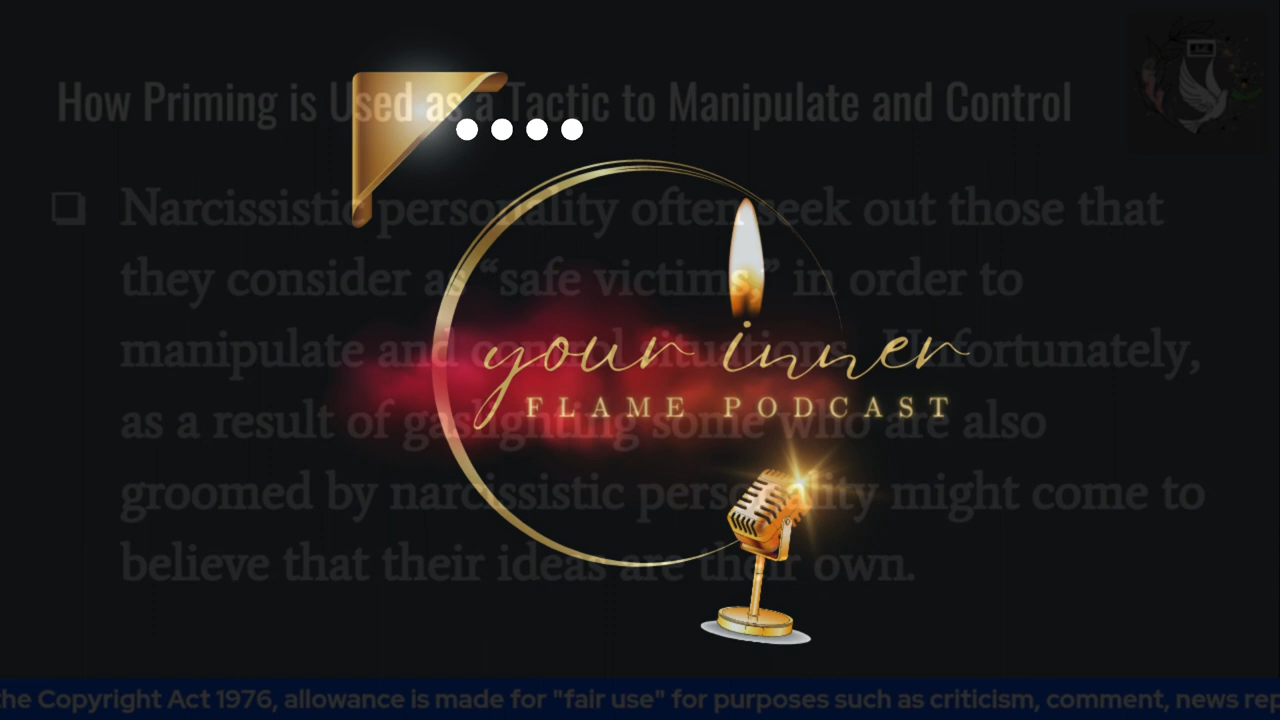 How Priming is Used as a Tactic to Manipulate and Control
Narcissistic personality often seek out those that
they consider as “safe victims,” in order to
manipulate and situation. Unfortunately,
as a result of gaslighting some who are also
groomed by narcissistic personality might come to
believe that their ideas are their own.
your inner
FLAME PODCAST
the Copyright Act 1976, allowance is made for "fair use" for purposes such as criticism, comment, news rep